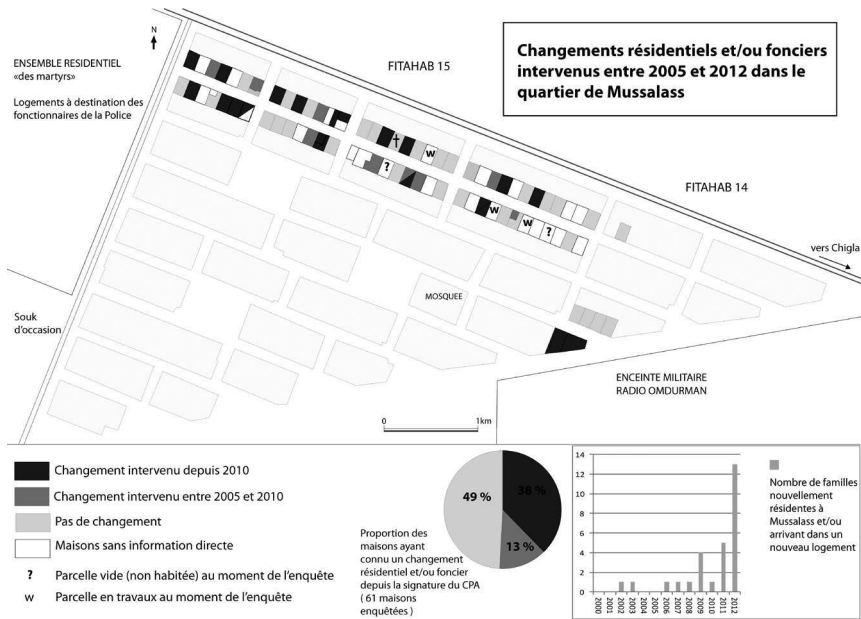 N
ENSEMBLE RESIDENTIEL
«des martyrs»
Logements à destination des
fonctionnaires de la Police
FITAHAB 15
Changements résidentiels et/ou fonciers
intervenus entre 2005 et 2012 dans le
quartier de Mussalass
w
?
FITAHAB 14
w
w
?
vers Chigla
MOSQUEE
Souk
d'occasion
ENCEINTE MILITAIRE
RADIO OMDURMAN
0 1km
Changement intervenu depuis 2010
Changement intervenu entre 2005 et 2010
Pas de changement
Maisons sans information directe
? Parcelle vide (non habitée) au moment de l'enquête
w Parcelle en travaux au moment de l'enquête
49 %
38 %
13 %
Proportion des
maisons ayant
connu un changement
résidentiel et/ou foncier
depuis la signature du CPA
( 61 maisons
enquêtées )
14
12
10
8
6
4
2
0
2000
2001
2002
2003
2004
2005
2006
2007
2008
2009
2010
2011
2012
Nombre de familles
nouvellement
résidentes à
Mussalass et/ou
arrivant dans un
nouveau logement